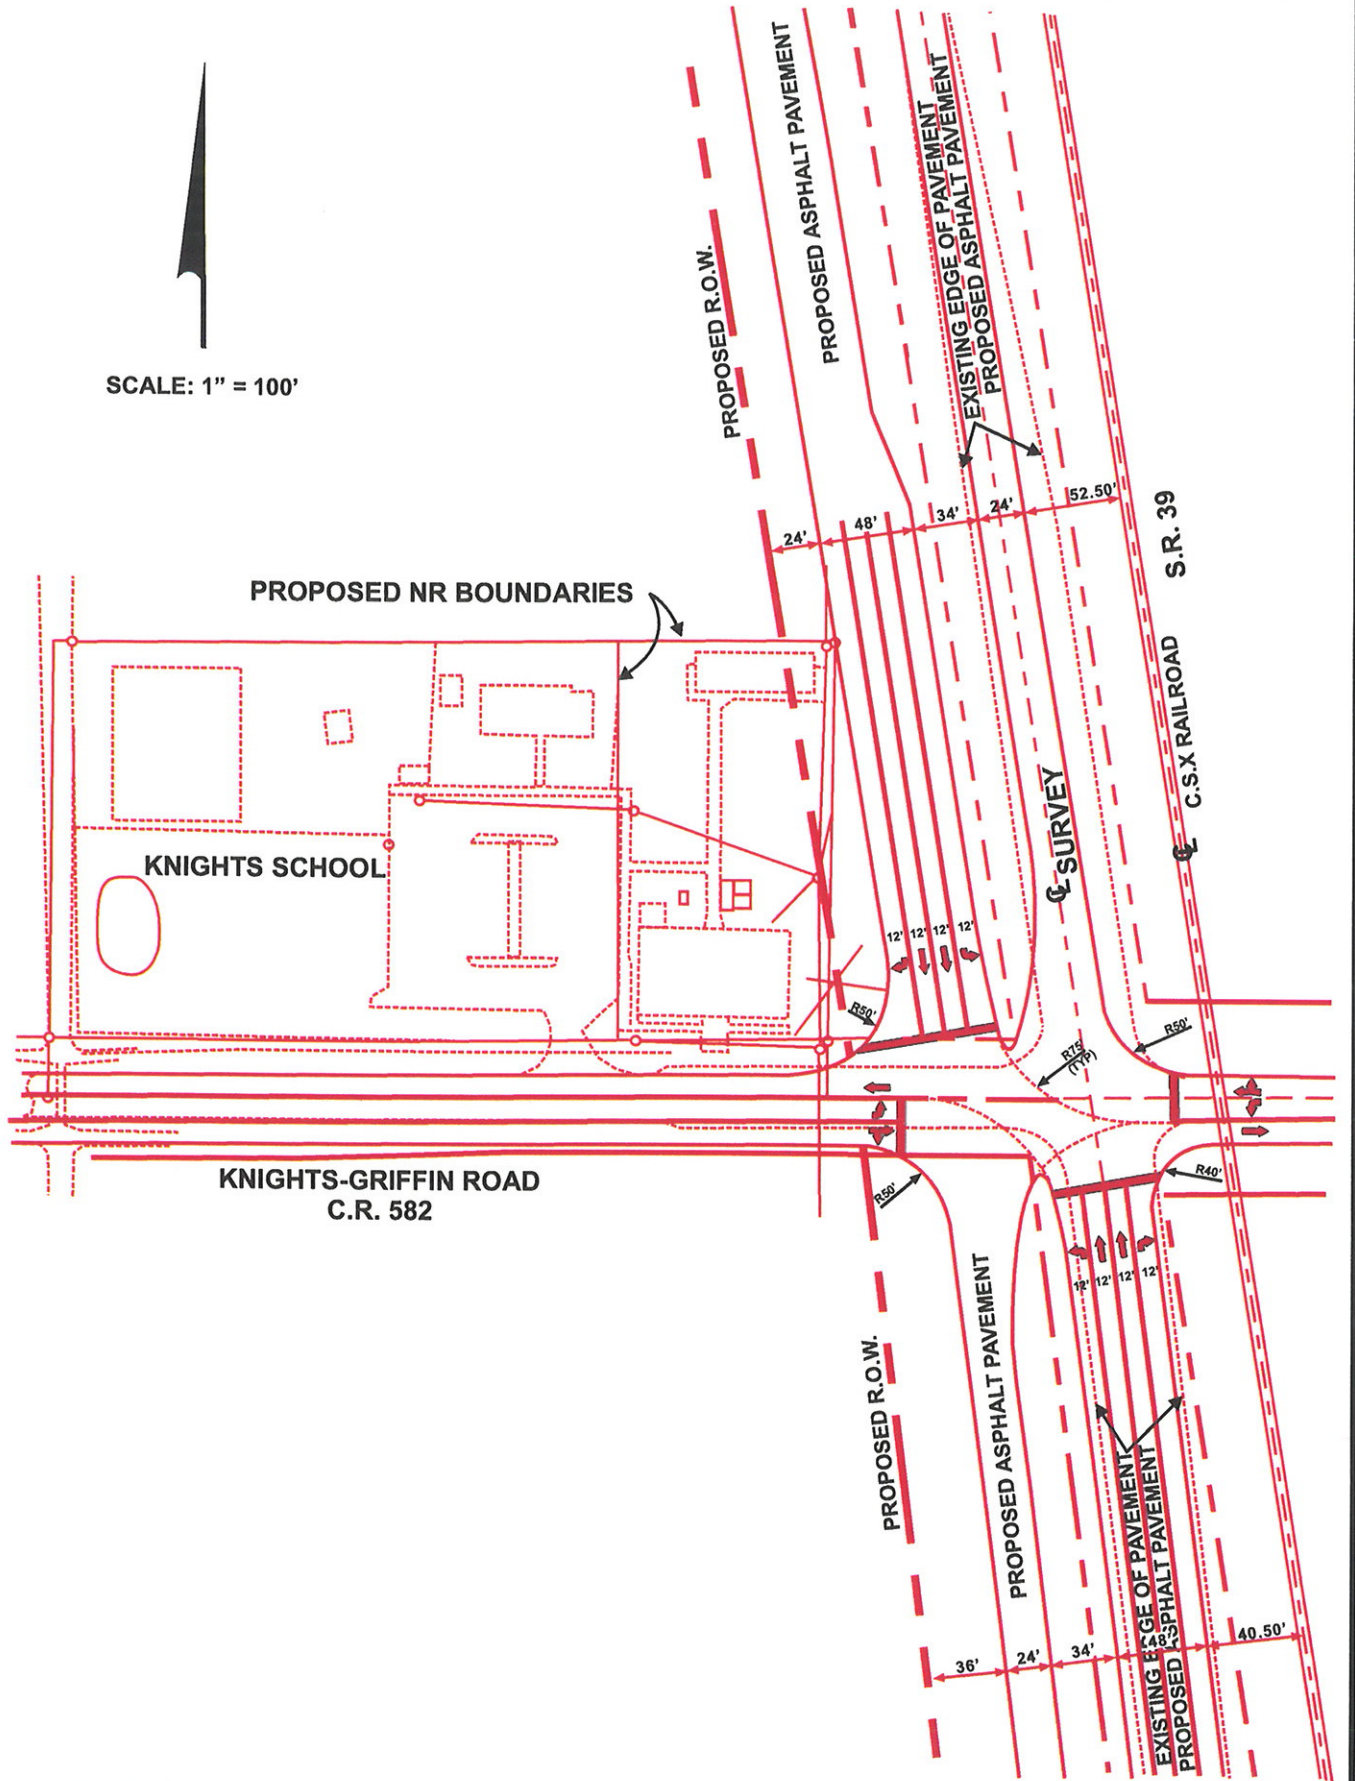 PROPOSED ASPHALT PAVEMENT
PROPOSED ASPHALT PAVEMENT
EXISTING EDGE OF PAVEMENT
PROPOSED ASPHALT PAVEMENT
PROPOSED R.O.W.
SCALE: 1” = 100’
24’
48’
34’
24’
52.50’
S.R. 39
PROPOSED NR BOUNDARIES
C.S.X RAILROAD
℄
℄ SURVEY
KNIGHTS SCHOOL
12’
12’
12’
12’
R50’
R50’
R75’
(TYP)
KNIGHTS-GRIFFIN ROAD
C.R. 582
R50’
R40’
12’
12’
12’
12’
PROPOSED R.O.W.
PROPOSED ASPHALT PAVEMENT
EXISTING EDGE OF PAVEMENT
PROPOSED ASPHALT PAVEMENT
36’
24’
34’
48’
40.50’